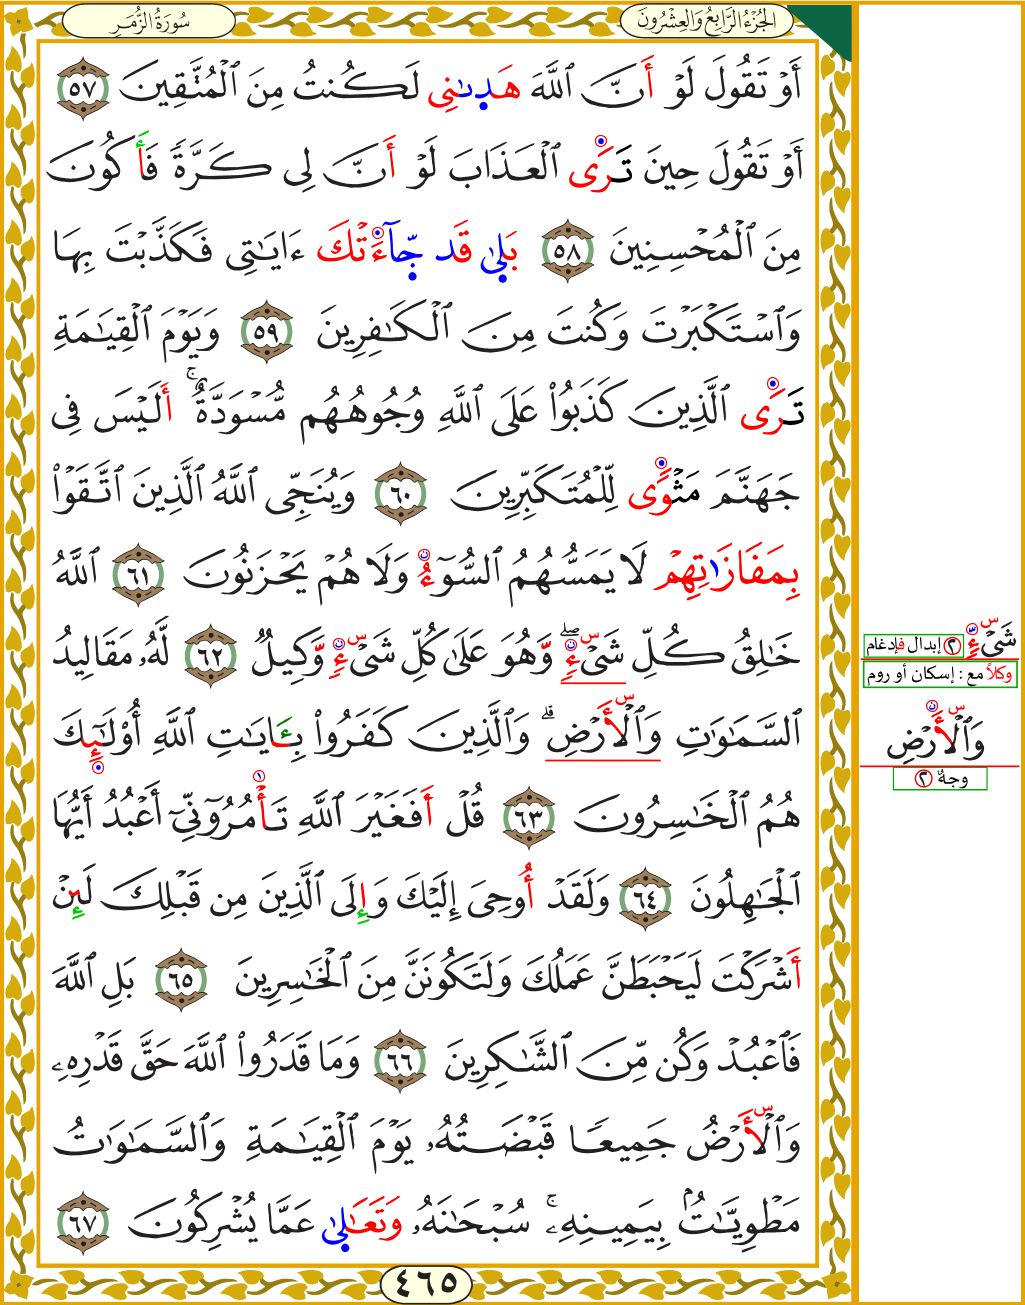 الجُزْءُ الرَّابِعُ وَالعِشْرُونَ
سُورَةُ الزُّمَرِ
أَوْ تَقُولَ لَوْ أَنَّ ٱللَّهَ هَدٜىٰنِي لَكُنتُ مِنَ ٱلْمُتَّقِينَ ٥٧
أَوْ تَقُولَ حِينَ تَرَى ٱلْعَذَابَ لَوْ أَنَّ لِي كَرَّةً فَأَكُونَ
مِنَ ٱلْمُحْسِنِينَ ٥٨ بَلٜىٰ قَد جَّآءَتْكَ ءَايَٰتِي فَكَذَّبْتَ بِهَا
وَٱسْتَكْبَرْتَ وَكُنتَ مِنَ ٱلْكَٰفِرِينَ ٥٩ وَيَوْمَ ٱلْقِيَٰمَةِ
تَرَى ٱلَّذِينَ كَذَبُوا۟ عَلَى ٱللَّهِ وُجُوهُهُم مُّسْوَدَّةٌۚ أَلَيْسَ فِي
جَهَنَّمَ مَثْوًى لِّلْمُتَكَبِّرِينَ ٦٠ وَيُنَجِّي ٱللَّهُ ٱلَّذِينَ ٱتَّقَوْا۟
بِمَفَازَٰتِهِمْ لَا يَمَسُّهُمُ ٱلسُّوٓءُ وَلَا هُمْ يَحْزَنُونَ ٦١ ٱللَّهُ
خَٰلِقُ كُلِّ شَيْءٍۖ وَّهُوَ عَلَىٰ كُلِّ شَيْءٍ وَّكِيلٌ ٦٢ لَّهُۥ مَقَالِيدُ
ٱلسَّمَٰوَٰتِ وَٱلْأَرْضِۗ وَٱلَّذِينَ كَفَرُوا۟ بِـَٔايَٰتِ ٱللَّهِ أُو۟لَٰٓئِكَ
هُمُ ٱلْخَٰسِرُونَ ٦٣ قُلْ أَفَغَيْرَ ٱللَّهِ تَأْمُرُوٓنِّيٓ أَعْبُدُ أَيُّهَا
ٱلْجَٰهِلُونَ ٦٤ وَلَقَدْ أُوحِيَ إِلَيْكَ وَإِلَى ٱلَّذِينَ مِن قَبْلِكَ لَئِنْ
أَشْرَكْتَ لَيَحْبَطَنَّ عَمَلُكَ وَلَتَكُونَنَّ مِنَ ٱلْخَٰسِرِينَ ٦٥ بَلِ ٱللَّهَ
فَٱعْبُدْ وَكُن مِّنَ ٱلشَّٰكِرِينَ ٦٦ وَمَا قَدَرُوا۟ ٱللَّهَ حَقَّ قَدْرِهِۦ
وَٱلْأَرْضُ جَمِيعًا قَبْضَتُهُۥ يَوْمَ ٱلْقِيَٰمَةِ وَٱلسَّمَٰوَٰتُ
مَطْوِيَّٰتُۢ بِيَمِينِهِۦۚ سُبْحَٰنَهُۥ وَتَعَٰلٜىٰ عَمَّا يُشْرِكُونَ ٦٧
٤٦٥
شَيْءٍ ٢ إبدال فإدغام
وكلاً مع : إسكان أو روم
وَٱلْأَرْضِ
وجهٌ ٢